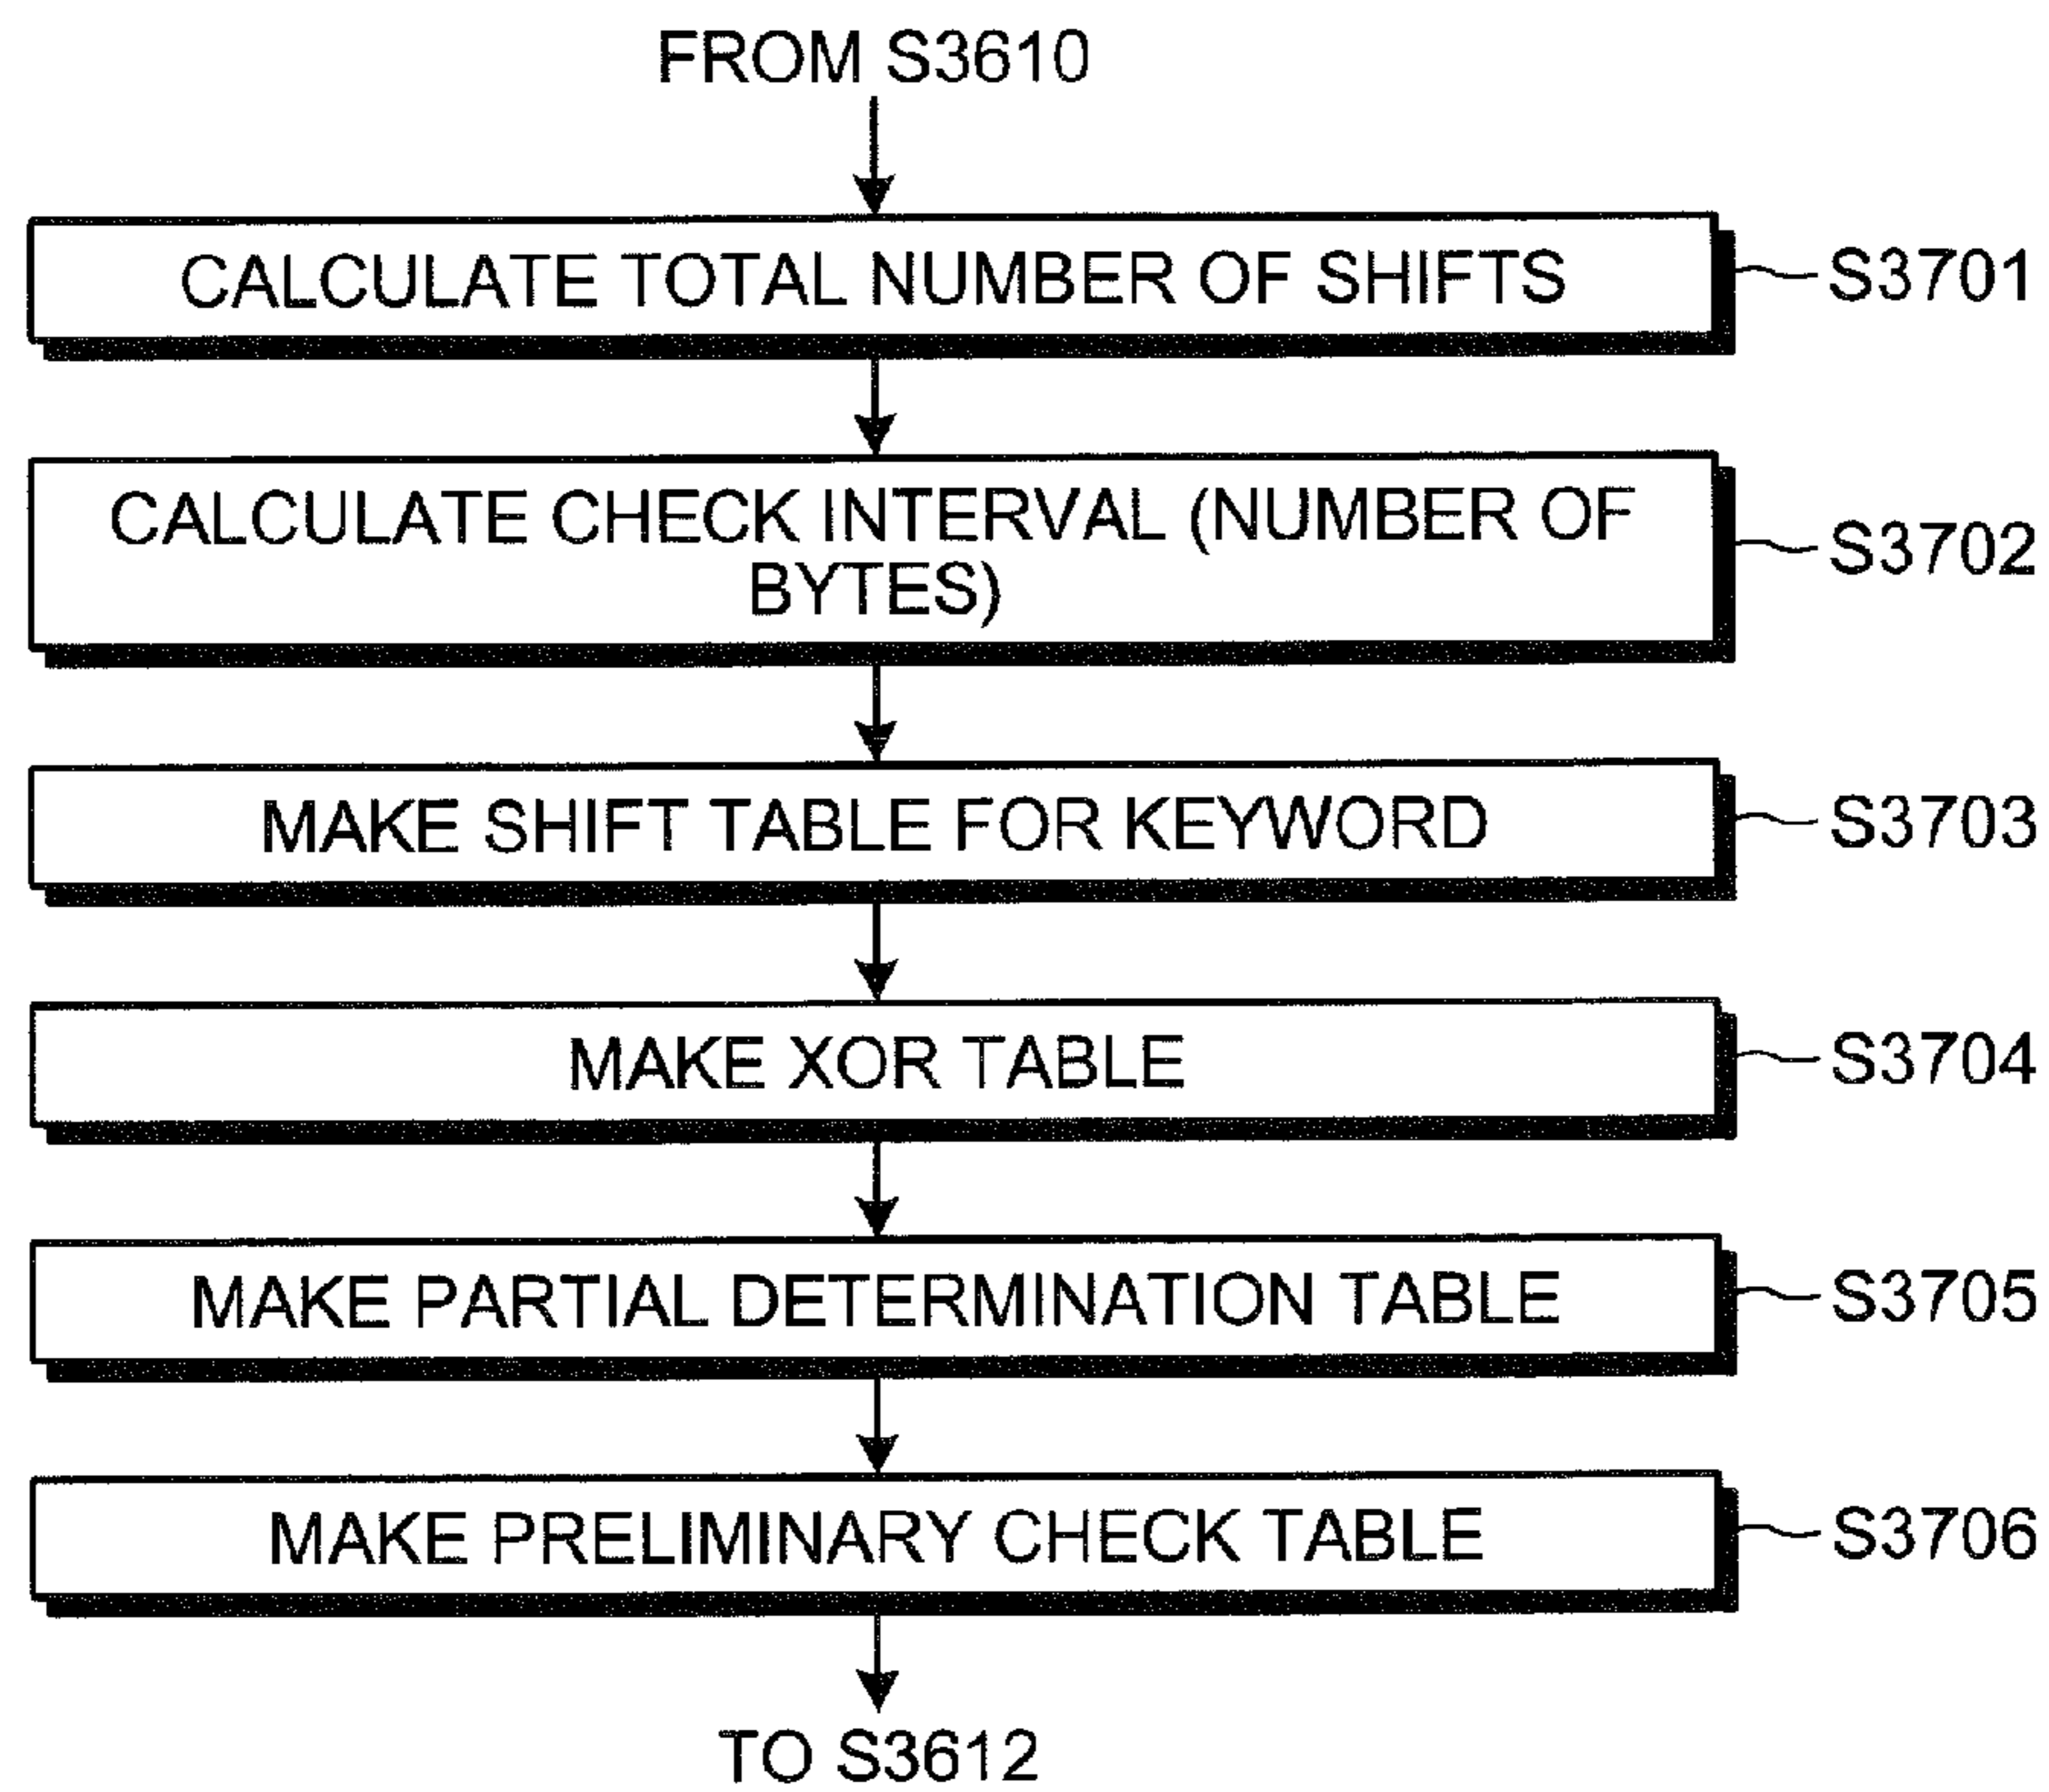 FROM S3610
CALCULATE TOTAL NUMBER OF SHIFTS
S3701
CALCULATE CHECK INTERVAL (NUMBER OF
BYTES)
S3702
MAKE SHIFT TABLE FOR KEYWORD
S3703
MAKE XOR TABLE
S3704
MAKE PARTIAL DETERMINATION TABLE
S3705
MAKE PRELIMINARY CHECK TABLE
S3706
TO S3612